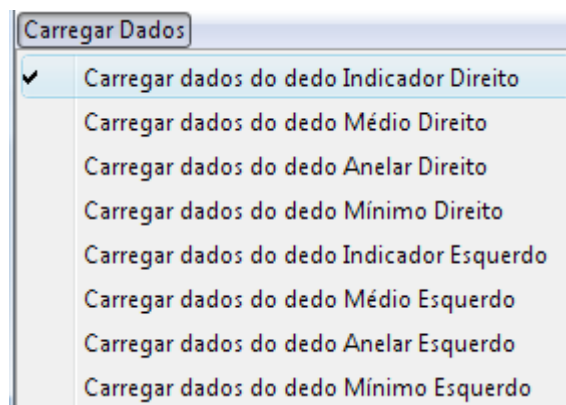 Carregar Dados
Carregar dados do dedo Indicador Direito
Carregar dados do dedo Médio Direito
Carregar dados do dedo Anelar Direito
Carregar dados do dedo Mínimo Direito
Carregar dados do dedo Indicador Esquerdo
Carregar dados do dedo Médio Esquerdo
Carregar dados do dedo Anelar Esquerdo
Carregar dados do dedo Mínimo Esquerdo